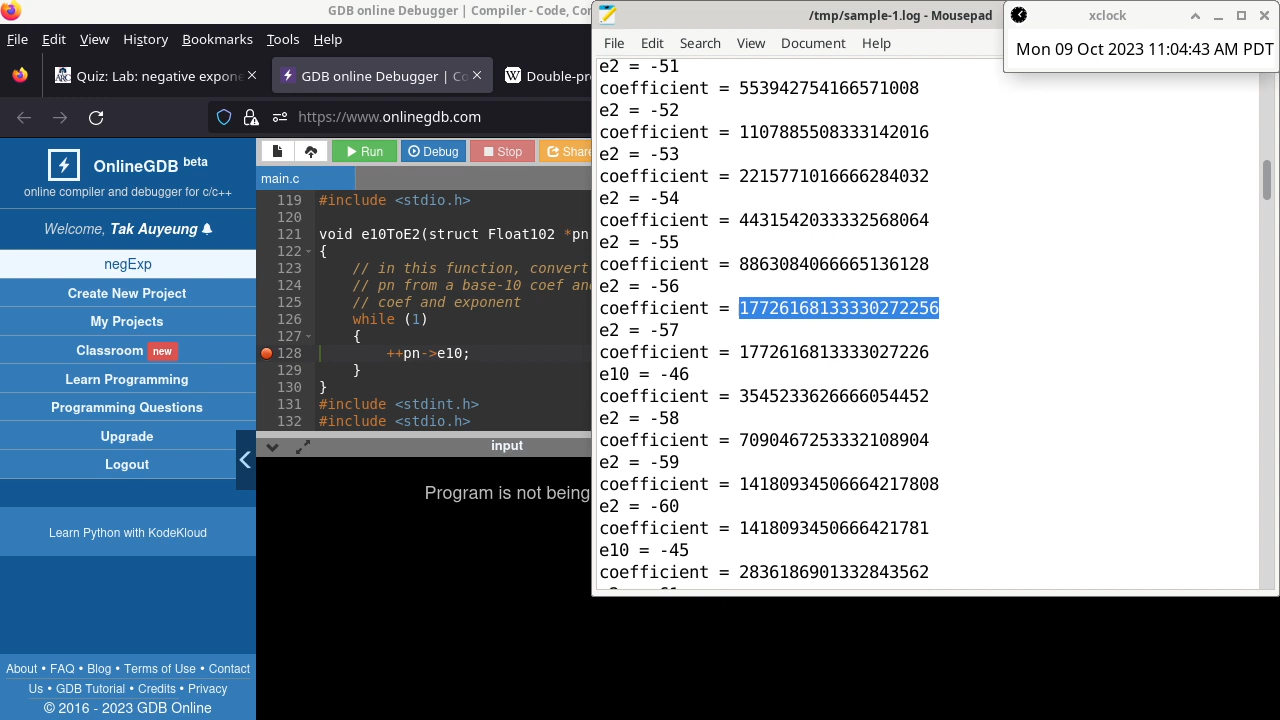 GDB online Debugger | Compiler - Code, Co
File Edit View History Bookmarks Tools Help
Quiz: Lab: negative expone
GDB online Debugger | Co
Double-pr
https://www.onlinegdb.com
OnlineGDB beta
online compiler and debugger for c/c++
Welcome, Tak Auyeung
negExp
Create New Project
My Projects
Classroom new
Learn Programming
Programming Questions
Upgrade
Logout
Learn Python with KodeKloud
About • FAQ • Blog • Terms of Use • Contact
Us • GDB Tutorial • Credits • Privacy
© 2016 - 2023 GDB Online
Run Debug Stop Share
main.c
119 #include <stdio.h>
120
121 void e10ToE2(struct Float102 *pn
122 {
123 // in this function, convert
124 // pn from a base-10 coef and
125 // coef and exponent
126 while (1)
127 {
128 ++pn->e10;
129 }
130 }
131 #include <stdint.h>
132 #include <stdio.h>
input
Program is not being
/tmp/sample-1.log - Mousepad
File Edit Search View Document Help
e2 = -51
coefficient = 553942754166571008
e2 = -52
coefficient = 1107885508333142016
e2 = -53
coefficient = 2215771016666284032
e2 = -54
coefficient = 4431542033332568064
e2 = -55
coefficient = 8863084066665136128
e2 = -56
coefficient = 17726168133330272256
e2 = -57
coefficient = 1772616813333027226
e10 = -46
coefficient = 3545233626666054452
e2 = -58
coefficient = 7090467253332108904
e2 = -59
coefficient = 14180934506664217808
e2 = -60
coefficient = 1418093450666421781
e10 = -45
coefficient = 2836186901332843562
xclock
Mon 09 Oct 2023 11:04:43 AM PDT